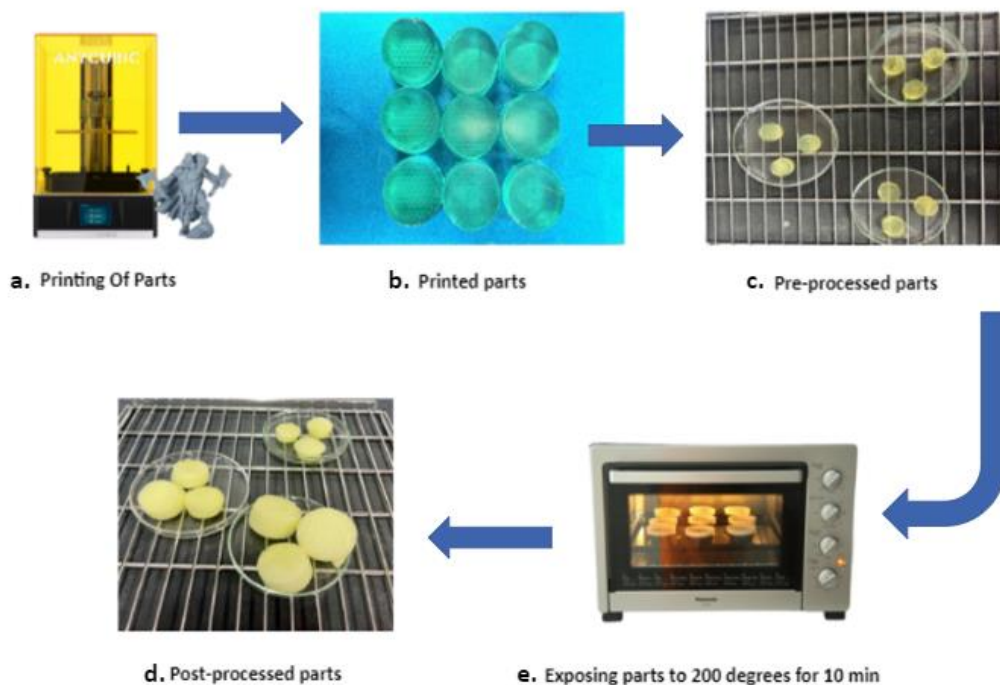 ANYCUBIC
a. Printing Of Parts
b. Printed parts
c. Pre-processed parts
d. Post-processed parts
e. Exposing parts to 200 degrees for 10 min